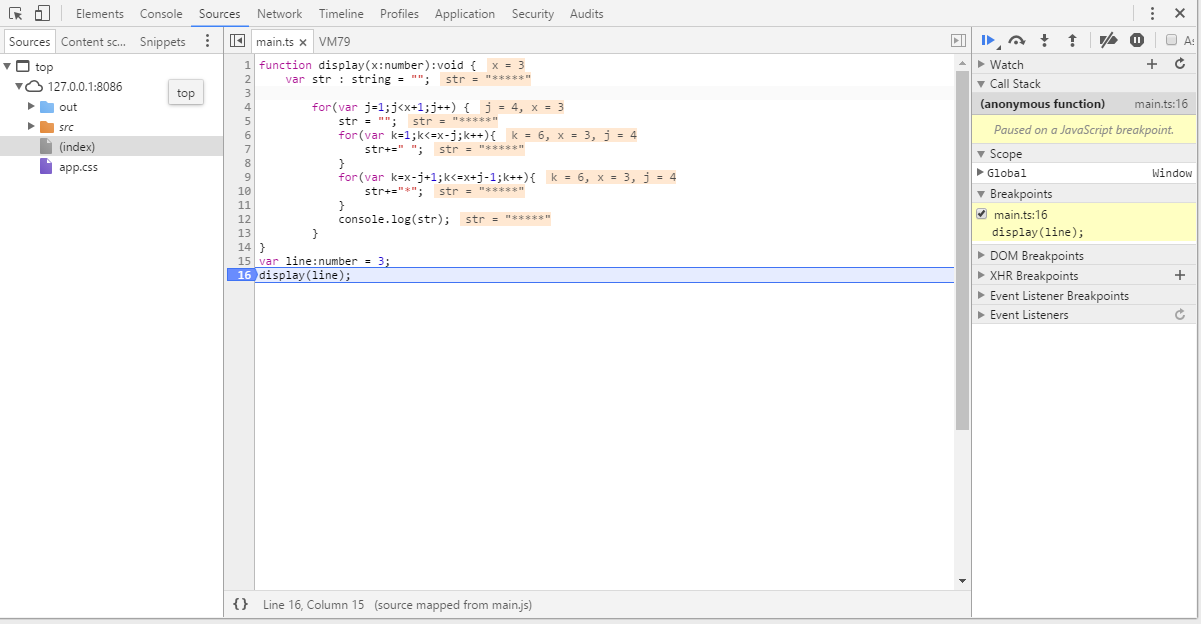 Elements Console Sources Network Timeline Profiles Application Security Audits
Sources Content sc... Snippets
main.ts × VM79
top
127.0.0.1:8086
top
out
src
(index)
app.css
1 function display(x:number):void { x = 3
2 var str : string = ""; str = "*****"
3
4 for(var j=1;j<x+1;j++) { j = 4, x = 3
5 str = ""; str = "*****"
6 for(var k=1;k<=x-j;k++){ k = 6, x = 3, j = 4
7 str+=" "; str = "*****"
8 }
9 for(var k=x-j+1;k<=x+j-1;k++){ k = 6, x = 3, j = 4
10 str+="*"; str = "*****"
11 }
12 console.log(str); str = "*****"
13 }
14 }
15 var line:number = 3;
16 display(line);
{} Line 16, Column 15 (source mapped from main.js)
Watch
Call Stack
(anonymous function) main.ts:16
Paused on a JavaScript breakpoint.
Scope
Global Window
Breakpoints
main.ts:16
display(line);
DOM Breakpoints
XHR Breakpoints
Event Listener Breakpoints
Event Listeners